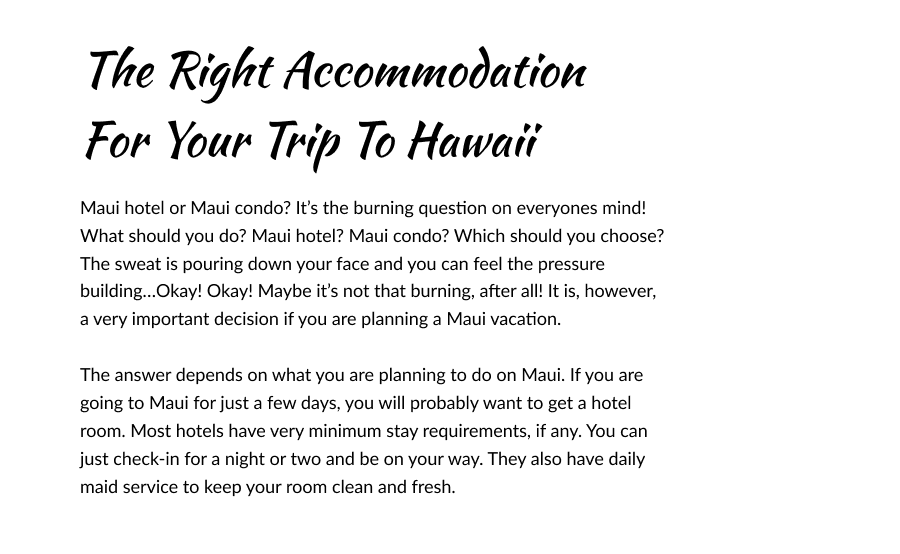 The Right Accommodation
For Your Trip To Hawaii
Maui hotel or Maui condo? It’s the burning question on everyones mind!
What should you do? Maui hotel? Maui condo? Which should you choose?
The sweat is pouring down your face and you can feel the pressure
building…Okay! Okay! Maybe it’s not that burning, after all! It is, however,
a very important decision if you are planning a Maui vacation.
The answer depends on what you are planning to do on Maui. If you are
going to Maui for just a few days, you will probably want to get a hotel
room. Most hotels have very minimum stay requirements, if any. You can
just check-in for a night or two and be on your way. They also have daily
maid service to keep your room clean and fresh.